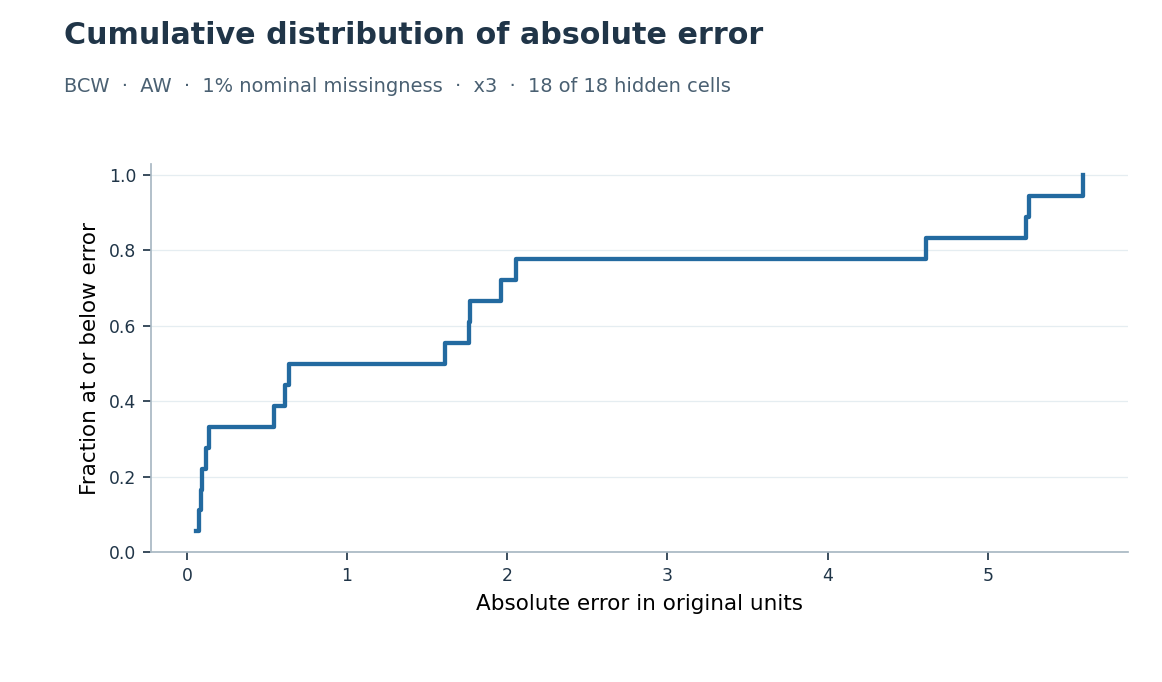 Cumulative distribution of absolute error
BCW · AW · 1% nominal missingness · x3 · 18 of 18 hidden cells
Fraction at or below error
1.0
0.8
0.6
0.4
0.2
0.0
0 1 2 3 4 5
Absolute error in original units